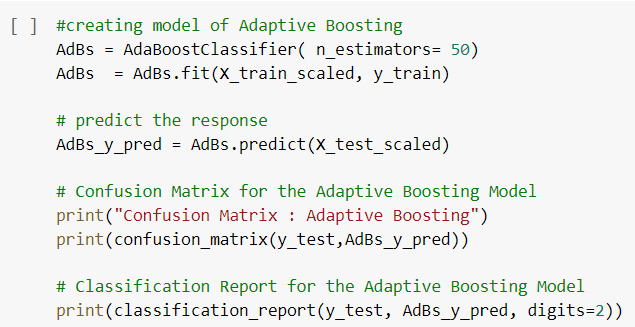 [ ] #creating model of Adaptive Boosting
AdBs = AdaBoostClassifier( n_estimators= 50)
AdBs  = AdBs.fit(X_train_scaled, y_train)
# predict the response
AdBs_y_pred = AdBs.predict(X_test_scaled)
# Confusion Matrix for the Adaptive Boosting Model
print("Confusion Matrix : Adaptive Boosting")
print(confusion_matrix(y_test,AdBs_y_pred))
# Classification Report for the Adaptive Boosting Model
print(classification_report(y_test, AdBs_y_pred, digits=2))